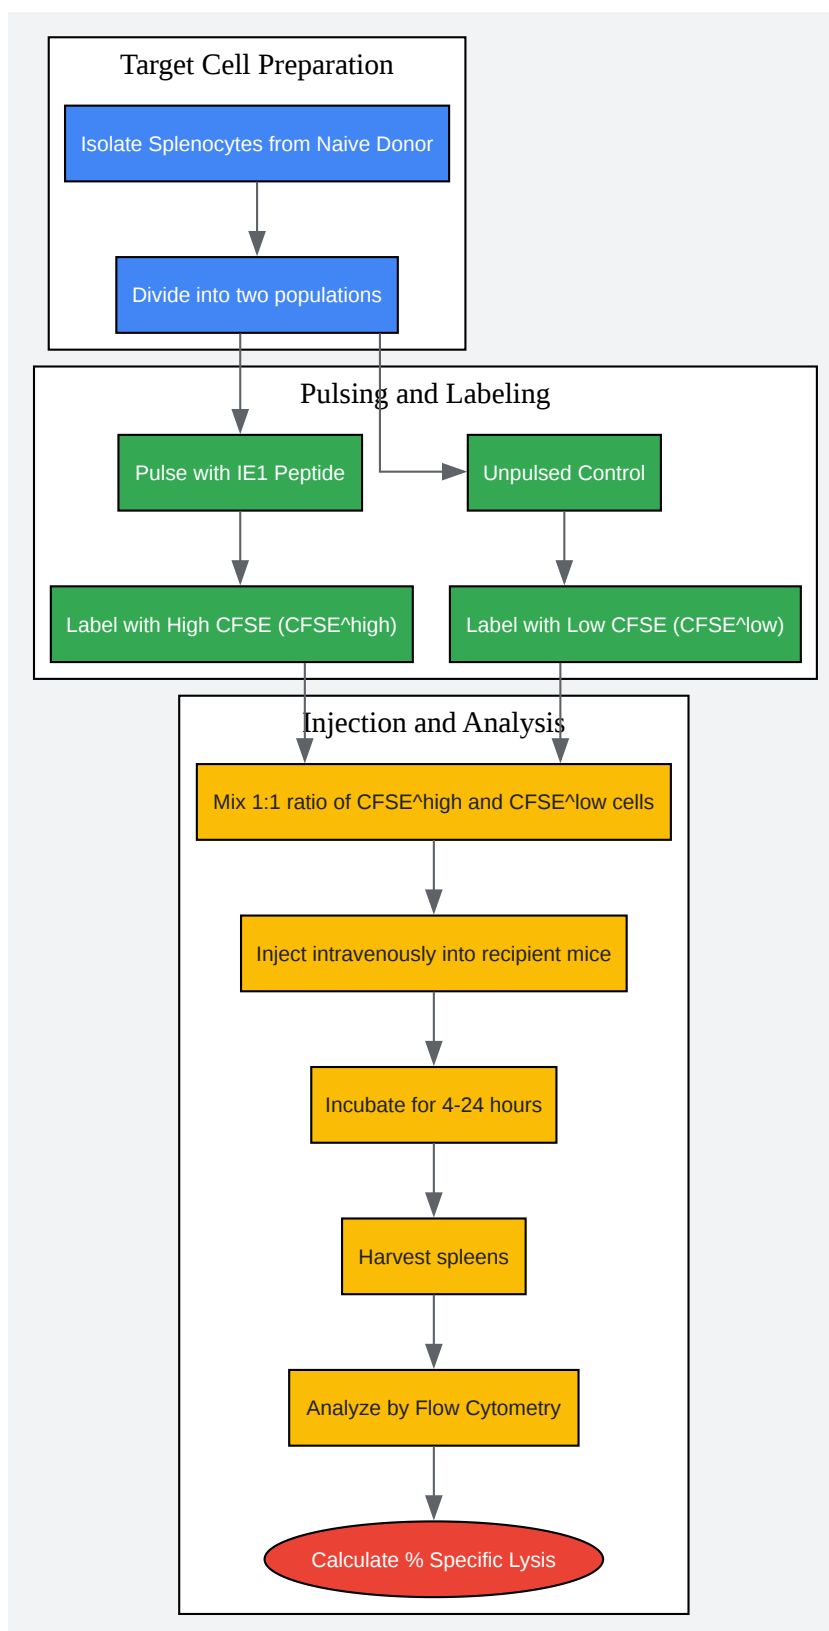 Target Cell Preparation
Isolate Splenocytes from Naive Donor
Divide into two populations
Pulsing and Labeling
Pulse with IE1 Peptide
Unpulsed Control
Label with High CFSE (CFSE^high)
Label with Low CFSE (CFSE^low)
Injection and Analysis
Mix 1:1 ratio of CFSE^high and CFSE^low cells
Inject intravenously into recipient mice
Incubate for 4-24 hours
Harvest spleens
Analyze by Flow Cytometry
Calculate % Specific Lysis